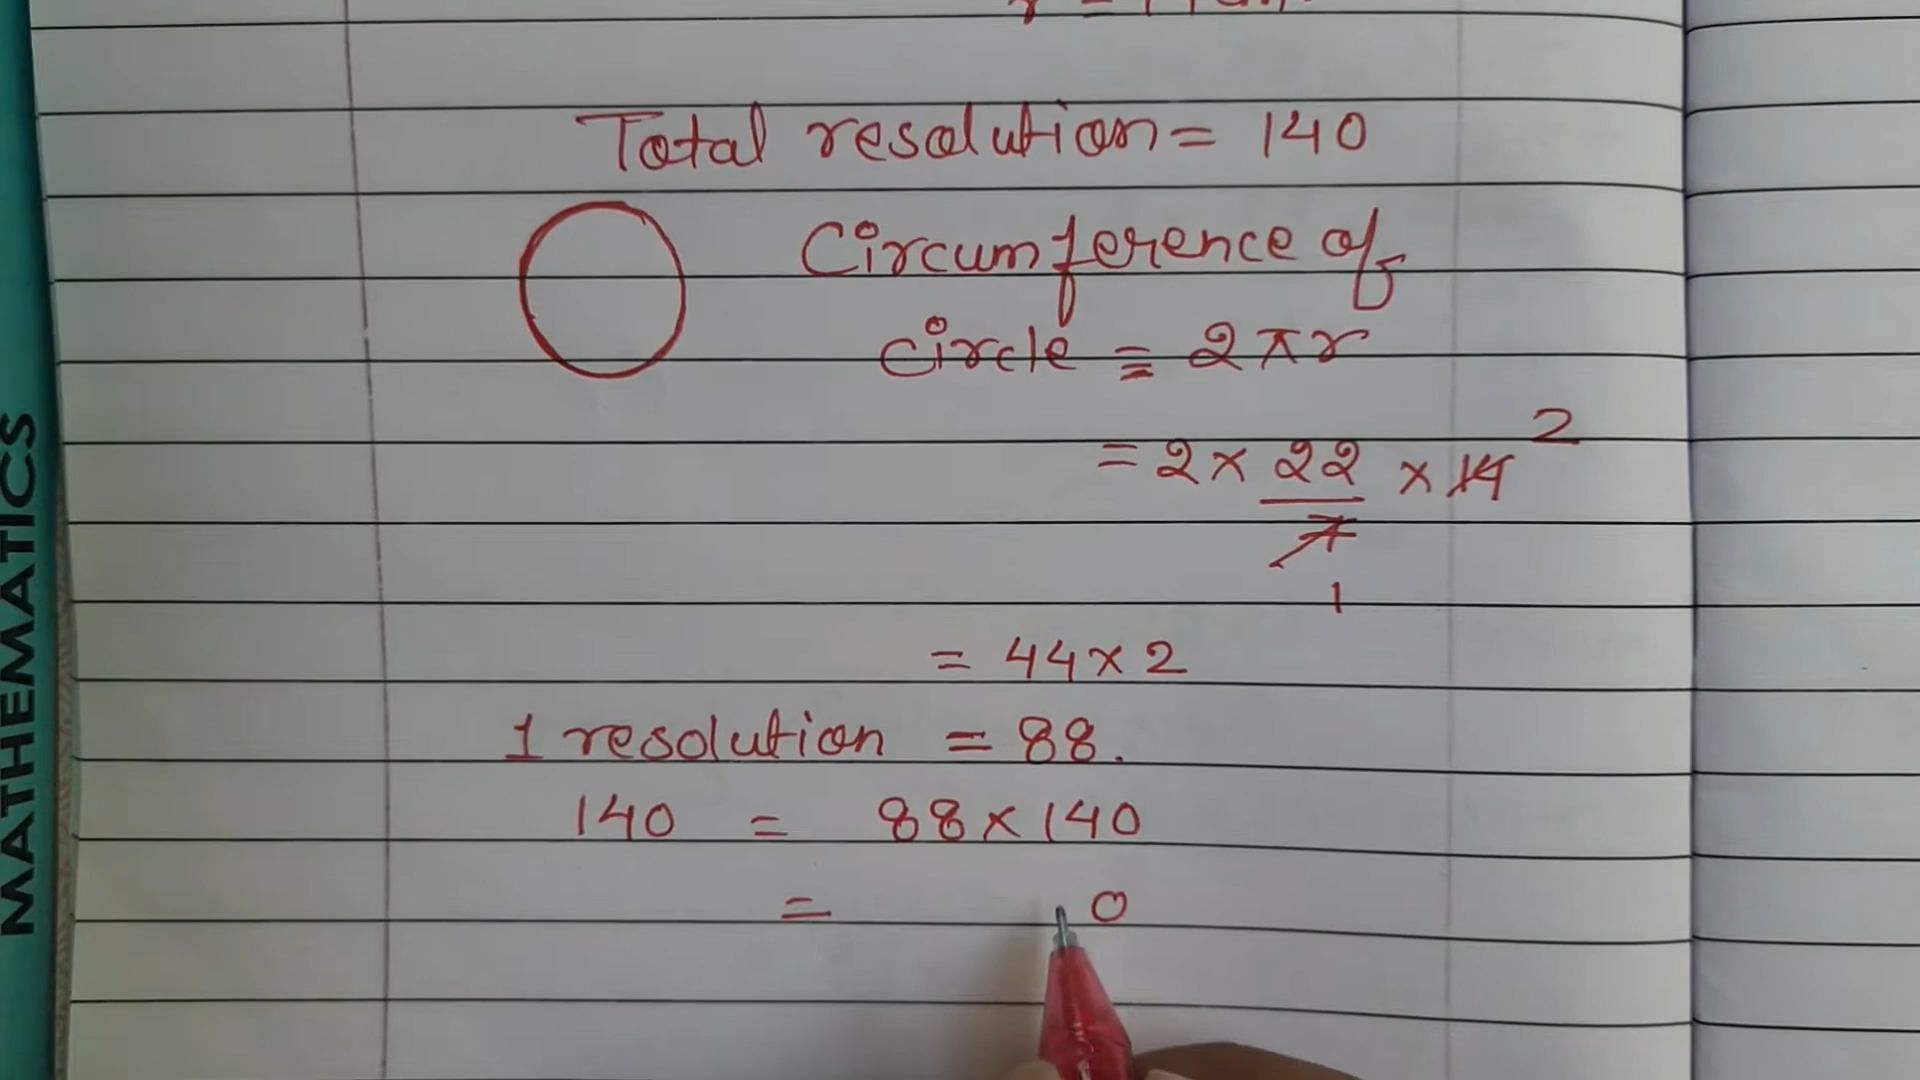 Total resolution = 140
Circumference of
circle = 2πr
= 2 × 22/7 × 14 2
1
= 44 × 2
1 resolution = 88.
140 = 88 × 140
= 0
MATHEMATICS